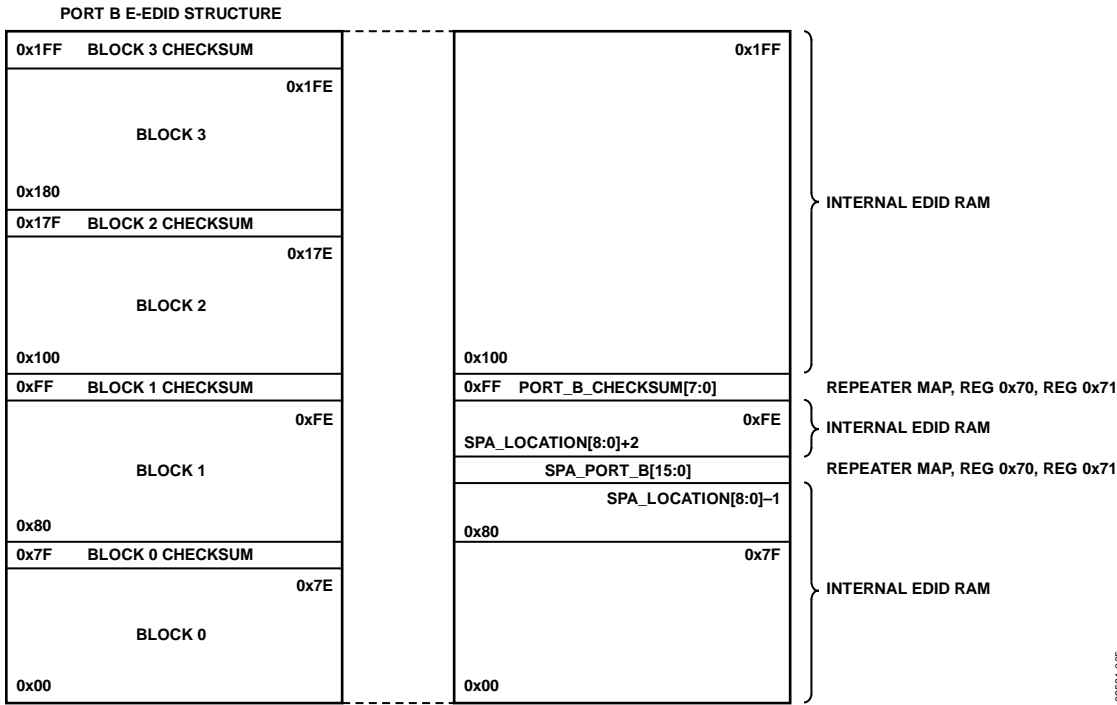 PORT B E-EDID STRUCTURE
0x1FF BLOCK 3 CHECKSUM
0x1FE
BLOCK 3
0x180
0x17F BLOCK 2 CHECKSUM
0x17E
BLOCK 2
0x100
0xFF BLOCK 1 CHECKSUM
0xFE
BLOCK 1
0x80
0x7F BLOCK 0 CHECKSUM
0x7E
BLOCK 0
0x00
0x1FF
0x100
0xFF PORT_B_CHECKSUM[7:0]
0xFE
SPA_LOCATION[8:0]+2
SPA_PORT_B[15:0]
SPA_LOCATION[8:0]–1
0x80
0x7F
0x00
INTERNAL EDID RAM
REPEATER MAP, REG 0x70, REG 0x71
INTERNAL EDID RAM
REPEATER MAP, REG 0x70, REG 0x71
INTERNAL EDID RAM